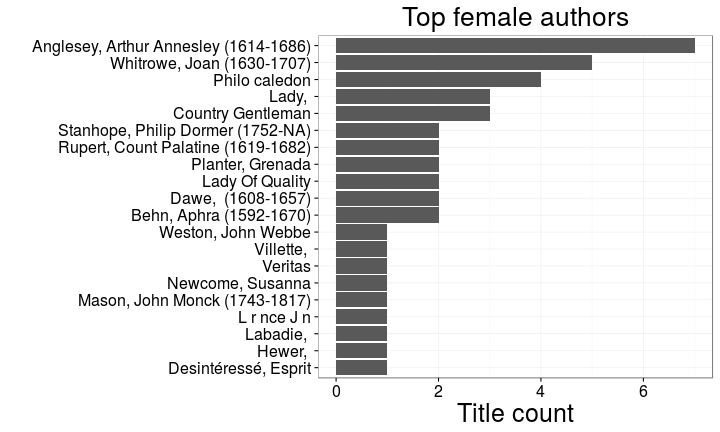 Top female authors
Anglesey, Arthur Annesley (1614-1686)
Whitrowe, Joan (1630-1707)
Philo caledon
Lady,
Country Gentleman
Stanhope, Philip Dormer (1752-NA)
Rupert, Count Palatine (1619-1682)
Planter, Grenada
Lady Of Quality
Dawe,  (1608-1657)
Behn, Aphra (1592-1670)
Weston, John Webbe
Villette,
Veritas
Newcome, Susanna
Mason, John Monck (1743-1817)
L r nce J n
Labadie,
Hewer,
Desintéressé, Esprit
0 2 4 6
Title count